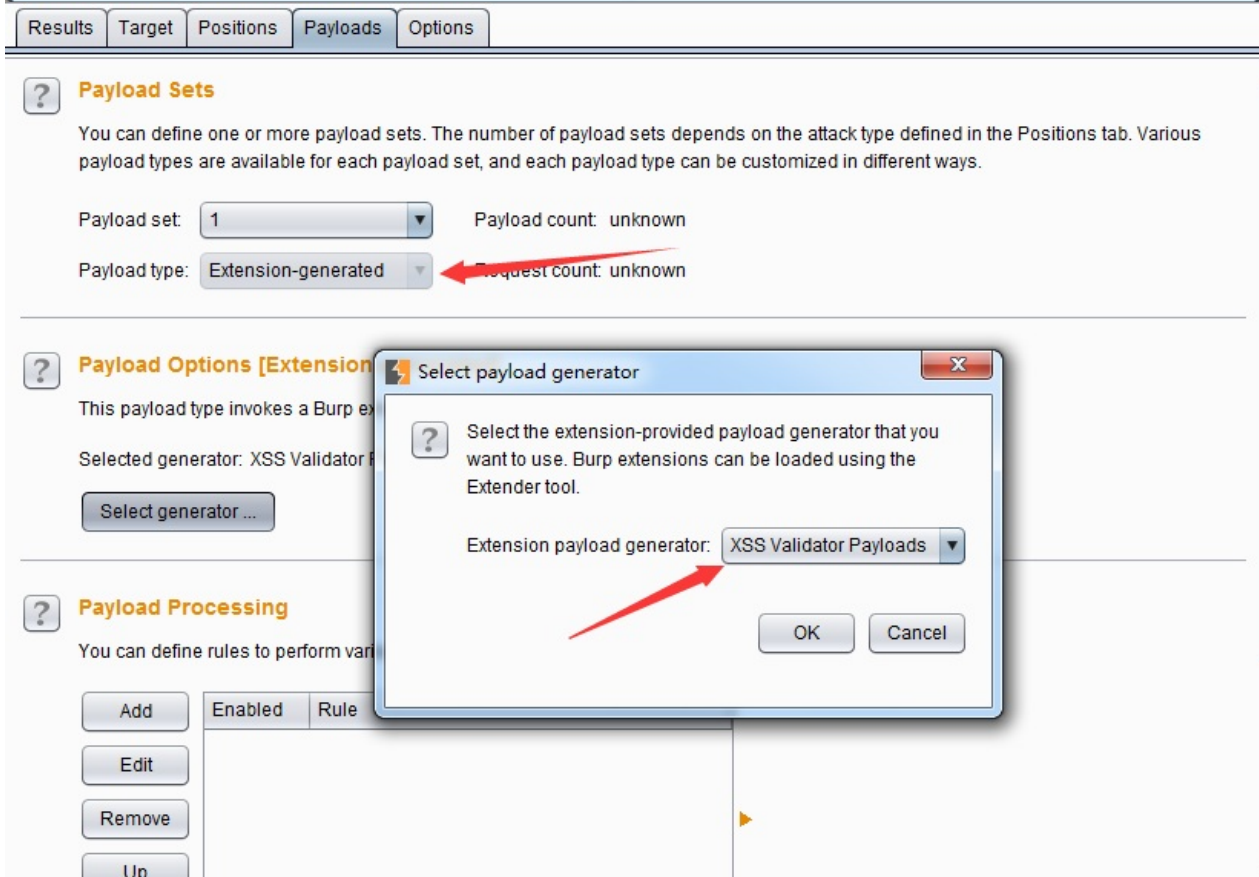 Results Target Positions Payloads Options
Payload Sets
You can define one or more payload sets. The number of payload sets depends on the attack type defined in the Positions tab. Various
payload types are available for each payload set, and each payload type can be customized in different ways.
Payload set: 1 Payload count: unknown
Payload type: Extension-generated Request count: unknown
Payload Options [Extension
This payload type invokes a Burp ex
Selected generator: XSS Validator
Select generator ...
Select payload generator
Select the extension-provided payload generator that you
want to use. Burp extensions can be loaded using the
Extender tool.
Extension payload generator: XSS Validator Payloads
OK Cancel
Payload Processing
You can define rules to perform vari
Add Enabled Rule
Edit
Remove
Up